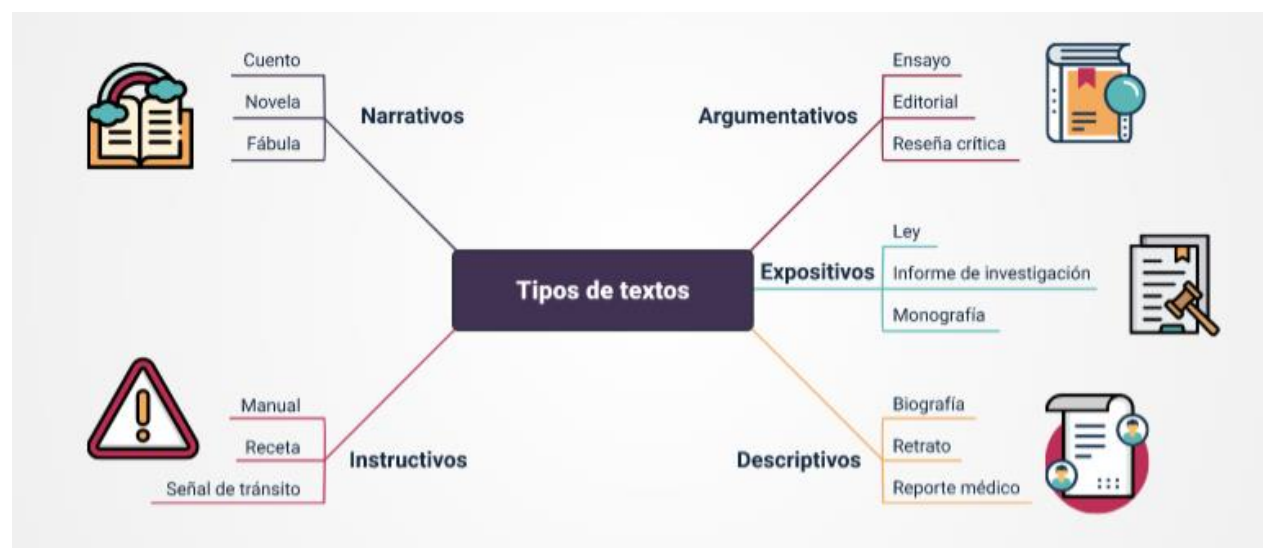 Cuento
Novela
Fábula
Narrativos
Argumentativos
Ensayo
Editorial
Reseña crítica
Tipos de textos
Expositivos
Ley
Informe de investigación
Monografía
Manual
Receta
Señal de tránsito
Instructivos
Descriptivos
Biografía
Retrato
Reporte médico